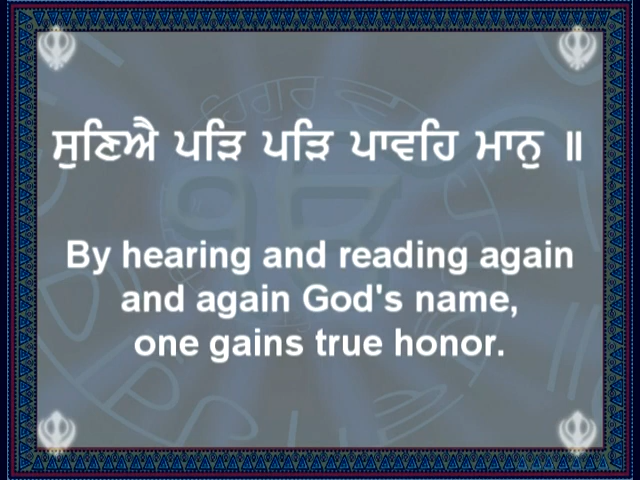 ਸੁਣਿਐ ਪੜਿ ਪੜਿ ਪਾਵਹਿ ਮਾਨੁ ॥
By hearing and reading again
and again God's name,
one gains true honor.